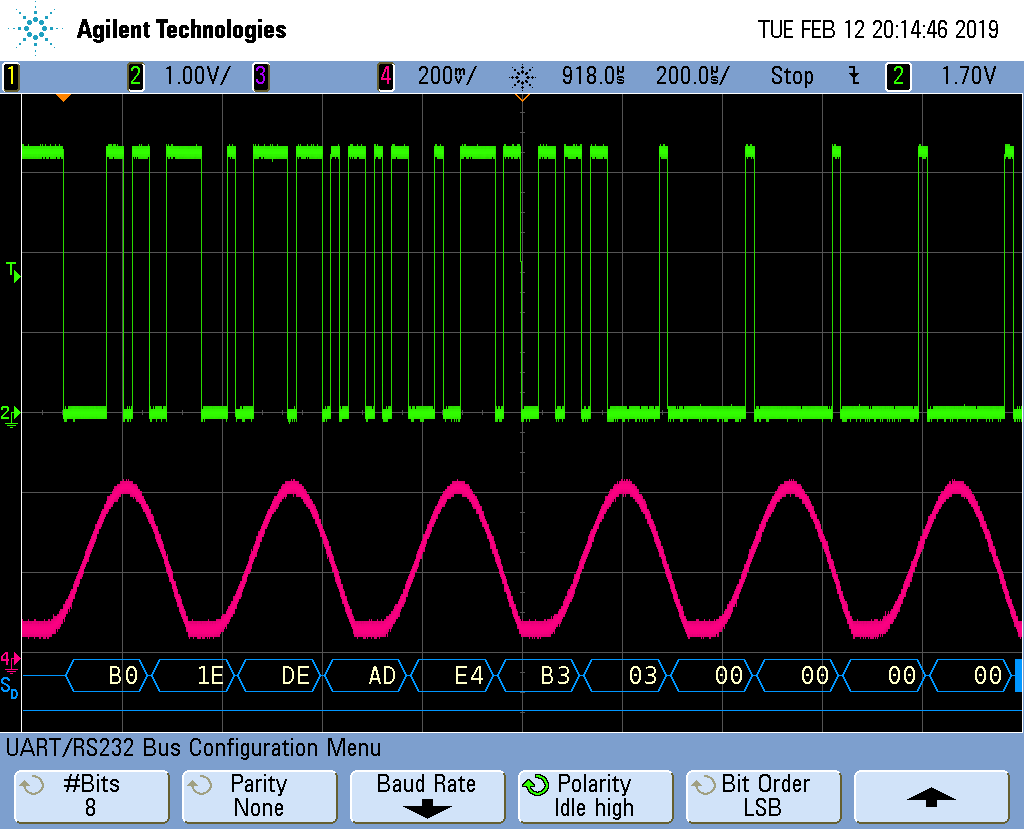 Agilent Technologies TUE FEB 12 20:14:46 2019
1 2 1.00V/ 3 4 200mV/ 918.0µs 200.0µs/ Stop 2 1.70V
T
2
4
SD B0 1E DE AD E4 B3 03 00 00 00 00
UART/RS232 Bus Configuration Menu
#Bits Parity Baud Rate Polarity Bit Order
8 None Idle high LSB